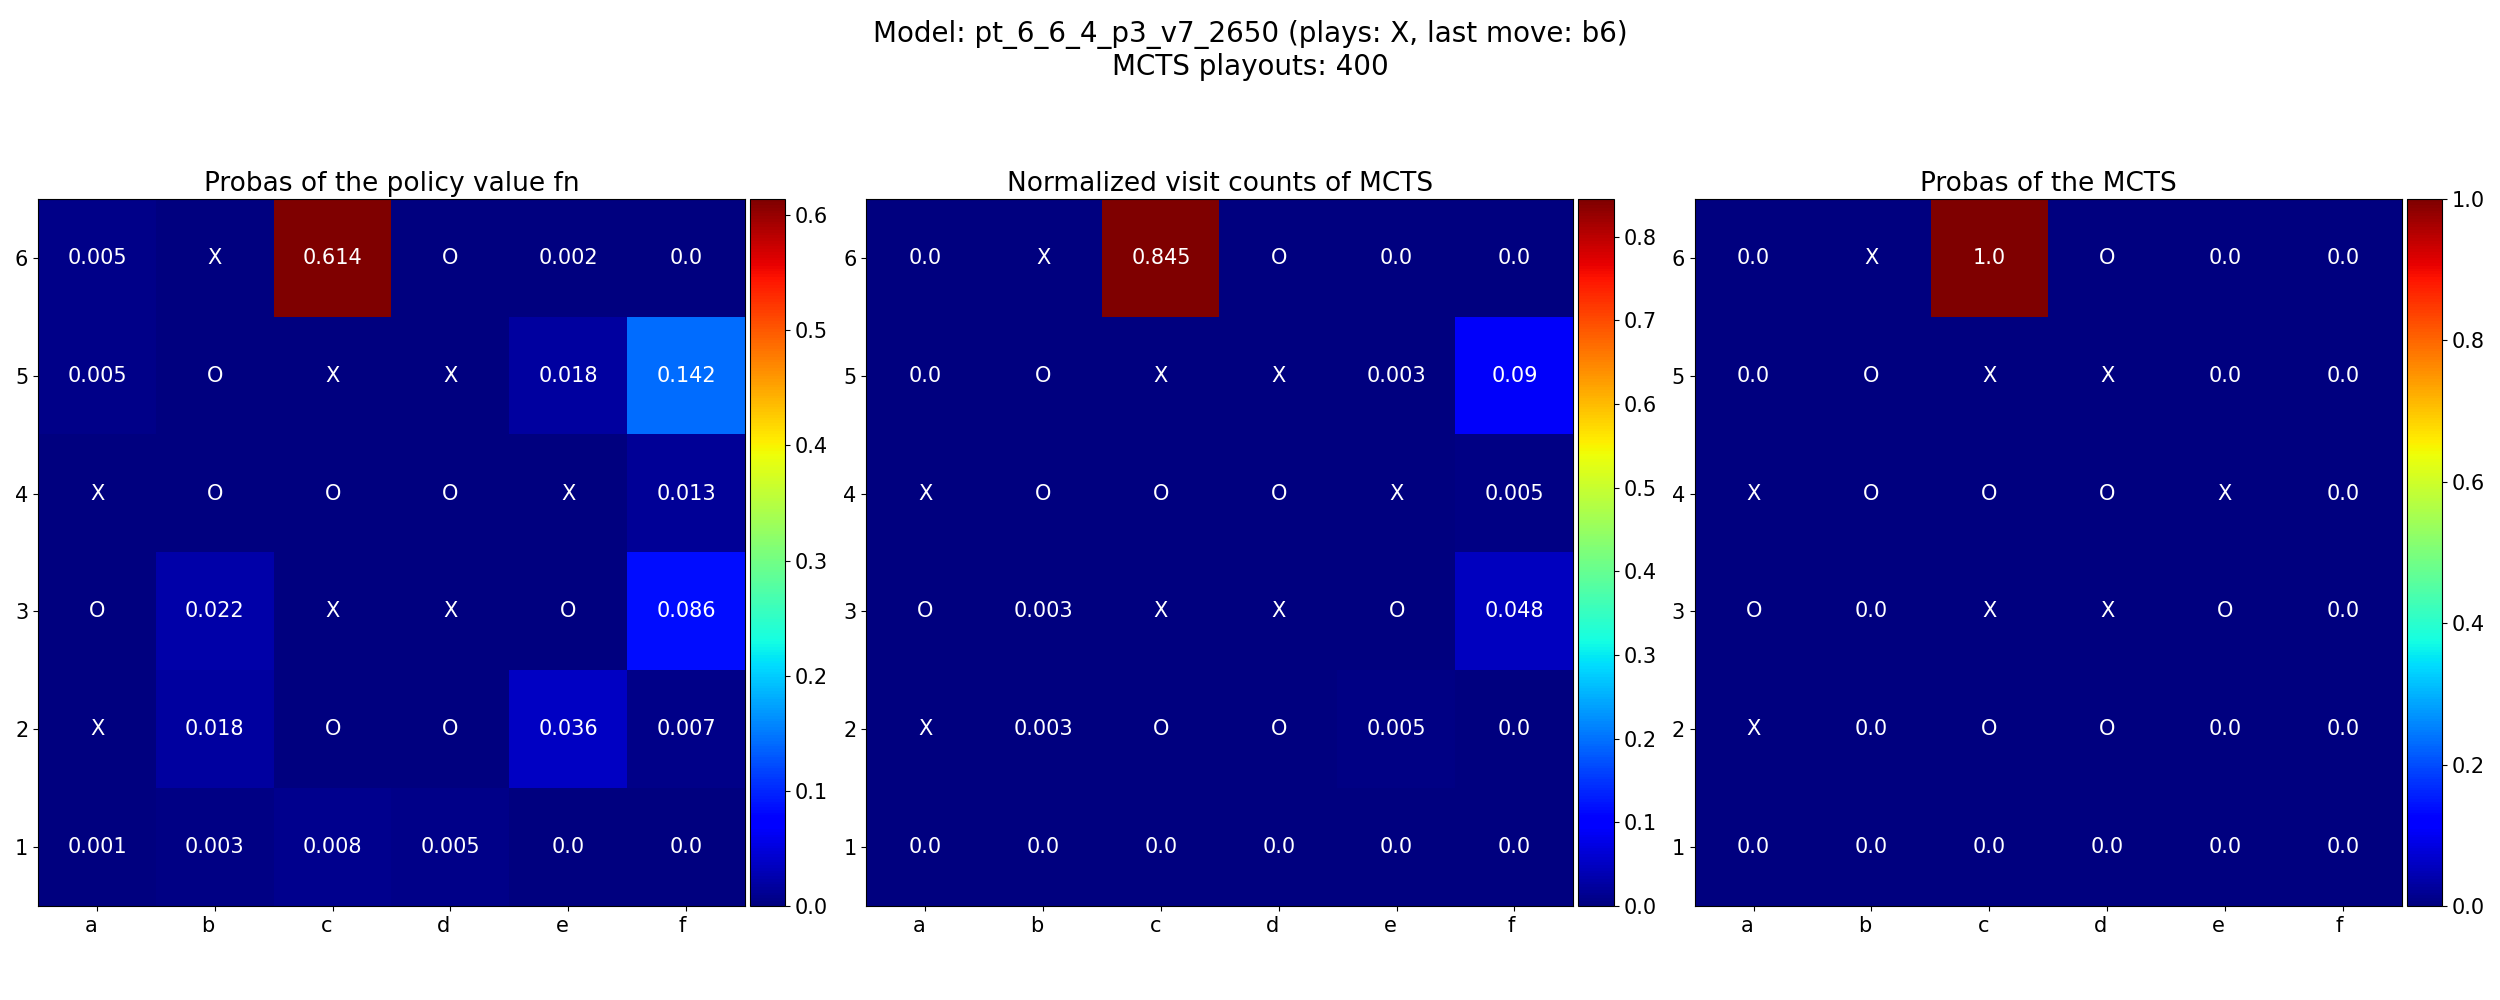 Model: pt_6_6_4_p3_v7_2650 (plays: X, last move: b6)
MCTS playouts: 400
Probas of the policy value fn
6 0.005 X 0.614 O 0.002 0.0
5 0.005 O X X 0.018 0.142
4 X O O O X 0.013
3 O 0.022 X X O 0.086
2 X 0.018 O O 0.036 0.007
1 0.001 0.003 0.008 0.005 0.0 0.0
a b c d e f
0.6
0.5
0.4
0.3
0.2
0.1
0.0
Normalized visit counts of MCTS
6 0.0 X 0.845 O 0.0 0.0
5 0.0 O X X 0.003 0.09
4 X O O O X 0.005
3 O 0.003 X X O 0.048
2 X 0.003 O O 0.005 0.0
1 0.0 0.0 0.0 0.0 0.0 0.0
a b c d e f
0.8
0.7
0.6
0.5
0.4
0.3
0.2
0.1
0.0
Probas of the MCTS
6 0.0 X 1.0 O 0.0 0.0
5 0.0 O X X 0.0 0.0
4 X O O O X 0.0
3 O 0.0 X X O 0.0
2 X 0.0 O O 0.0 0.0
1 0.0 0.0 0.0 0.0 0.0 0.0
a b c d e f
1.0
0.8
0.6
0.4
0.2
0.0